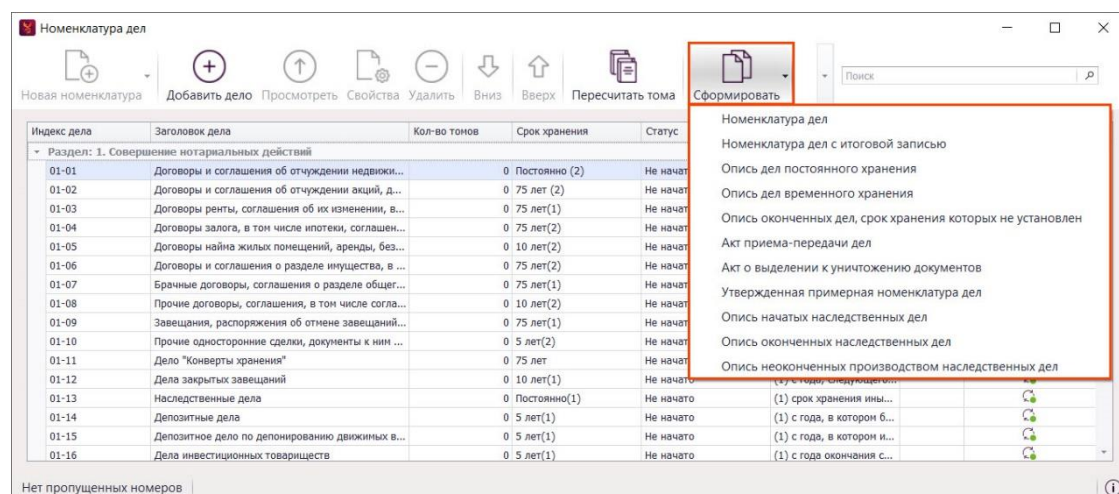 Номенклатура дел
Новая номенклатура Добавить дело Просмотреть Свойства Удалить Вниз Вверх Пересчитать тома Сформировать Поиск
Индекс дела Заголовок дела Кол-во томов Срок хранения Статус
Раздел: 1. Совершение нотариальных действий
01-01 Договоры и соглашения об отчуждении недвижи... 0 Постоянно (2) Не начат
01-02 Договоры и соглашения об отчуждении акций, д... 0 75 лет (2) Не начат
01-03 Договоры ренты, соглашения об их изменении, в... 0 75 лет(1) Не начат
01-04 Договоры залога, в том числе ипотеки, соглашен... 0 75 лет(2) Не начат
01-05 Договоры найма жилых помещений, аренды, без... 0 10 лет(2) Не начат
01-06 Договоры и соглашения о разделе имущества, в ... 0 75 лет(2) Не начат
01-07 Брачные договоры, соглашения о разделе общег... 0 75 лет(1) Не начат
01-08 Прочие договоры, соглашения, в том числе согла... 0 10 лет(2) Не начат
01-09 Завещания, распоряжения об отмене завещаний... 0 75 лет(1) Не начат
01-10 Прочие односторонние сделки, документы к ним ... 0 5 лет(2) Не начат
01-11 Дело "Конверты хранения" 0 75 лет Не начат
01-12 Дела закрытых завещаний 0 10 лет(1) Не начато (1) с года, следующего...
01-13 Наследственные дела 0 Постоянно(1) Не начато (1) срок хранения ины...
01-14 Депозитные дела 0 5 лет(1) Не начато (1) с года, в котором б...
01-15 Депозитное дело по депонированию движимых в... 0 5 лет(1) Не начато (1) с года, в котором и...
01-16 Дела инвестиционных товариществ 0 5 лет(1) Не начато (1) с года окончания с...
Номенклатура дел
Номенклатура дел с итоговой записью
Опись дел постоянного хранения
Опись дел временного хранения
Опись оконченных дел, срок хранения которых не установлен
Акт приема-передачи дел
Акт о выделении к уничтожению документов
Утвержденная примерная номенклатура дел
Опись начатых наследственных дел
Опись оконченных наследственных дел
Опись неоконченных производством наследственных дел
Нет пропущенных номеров